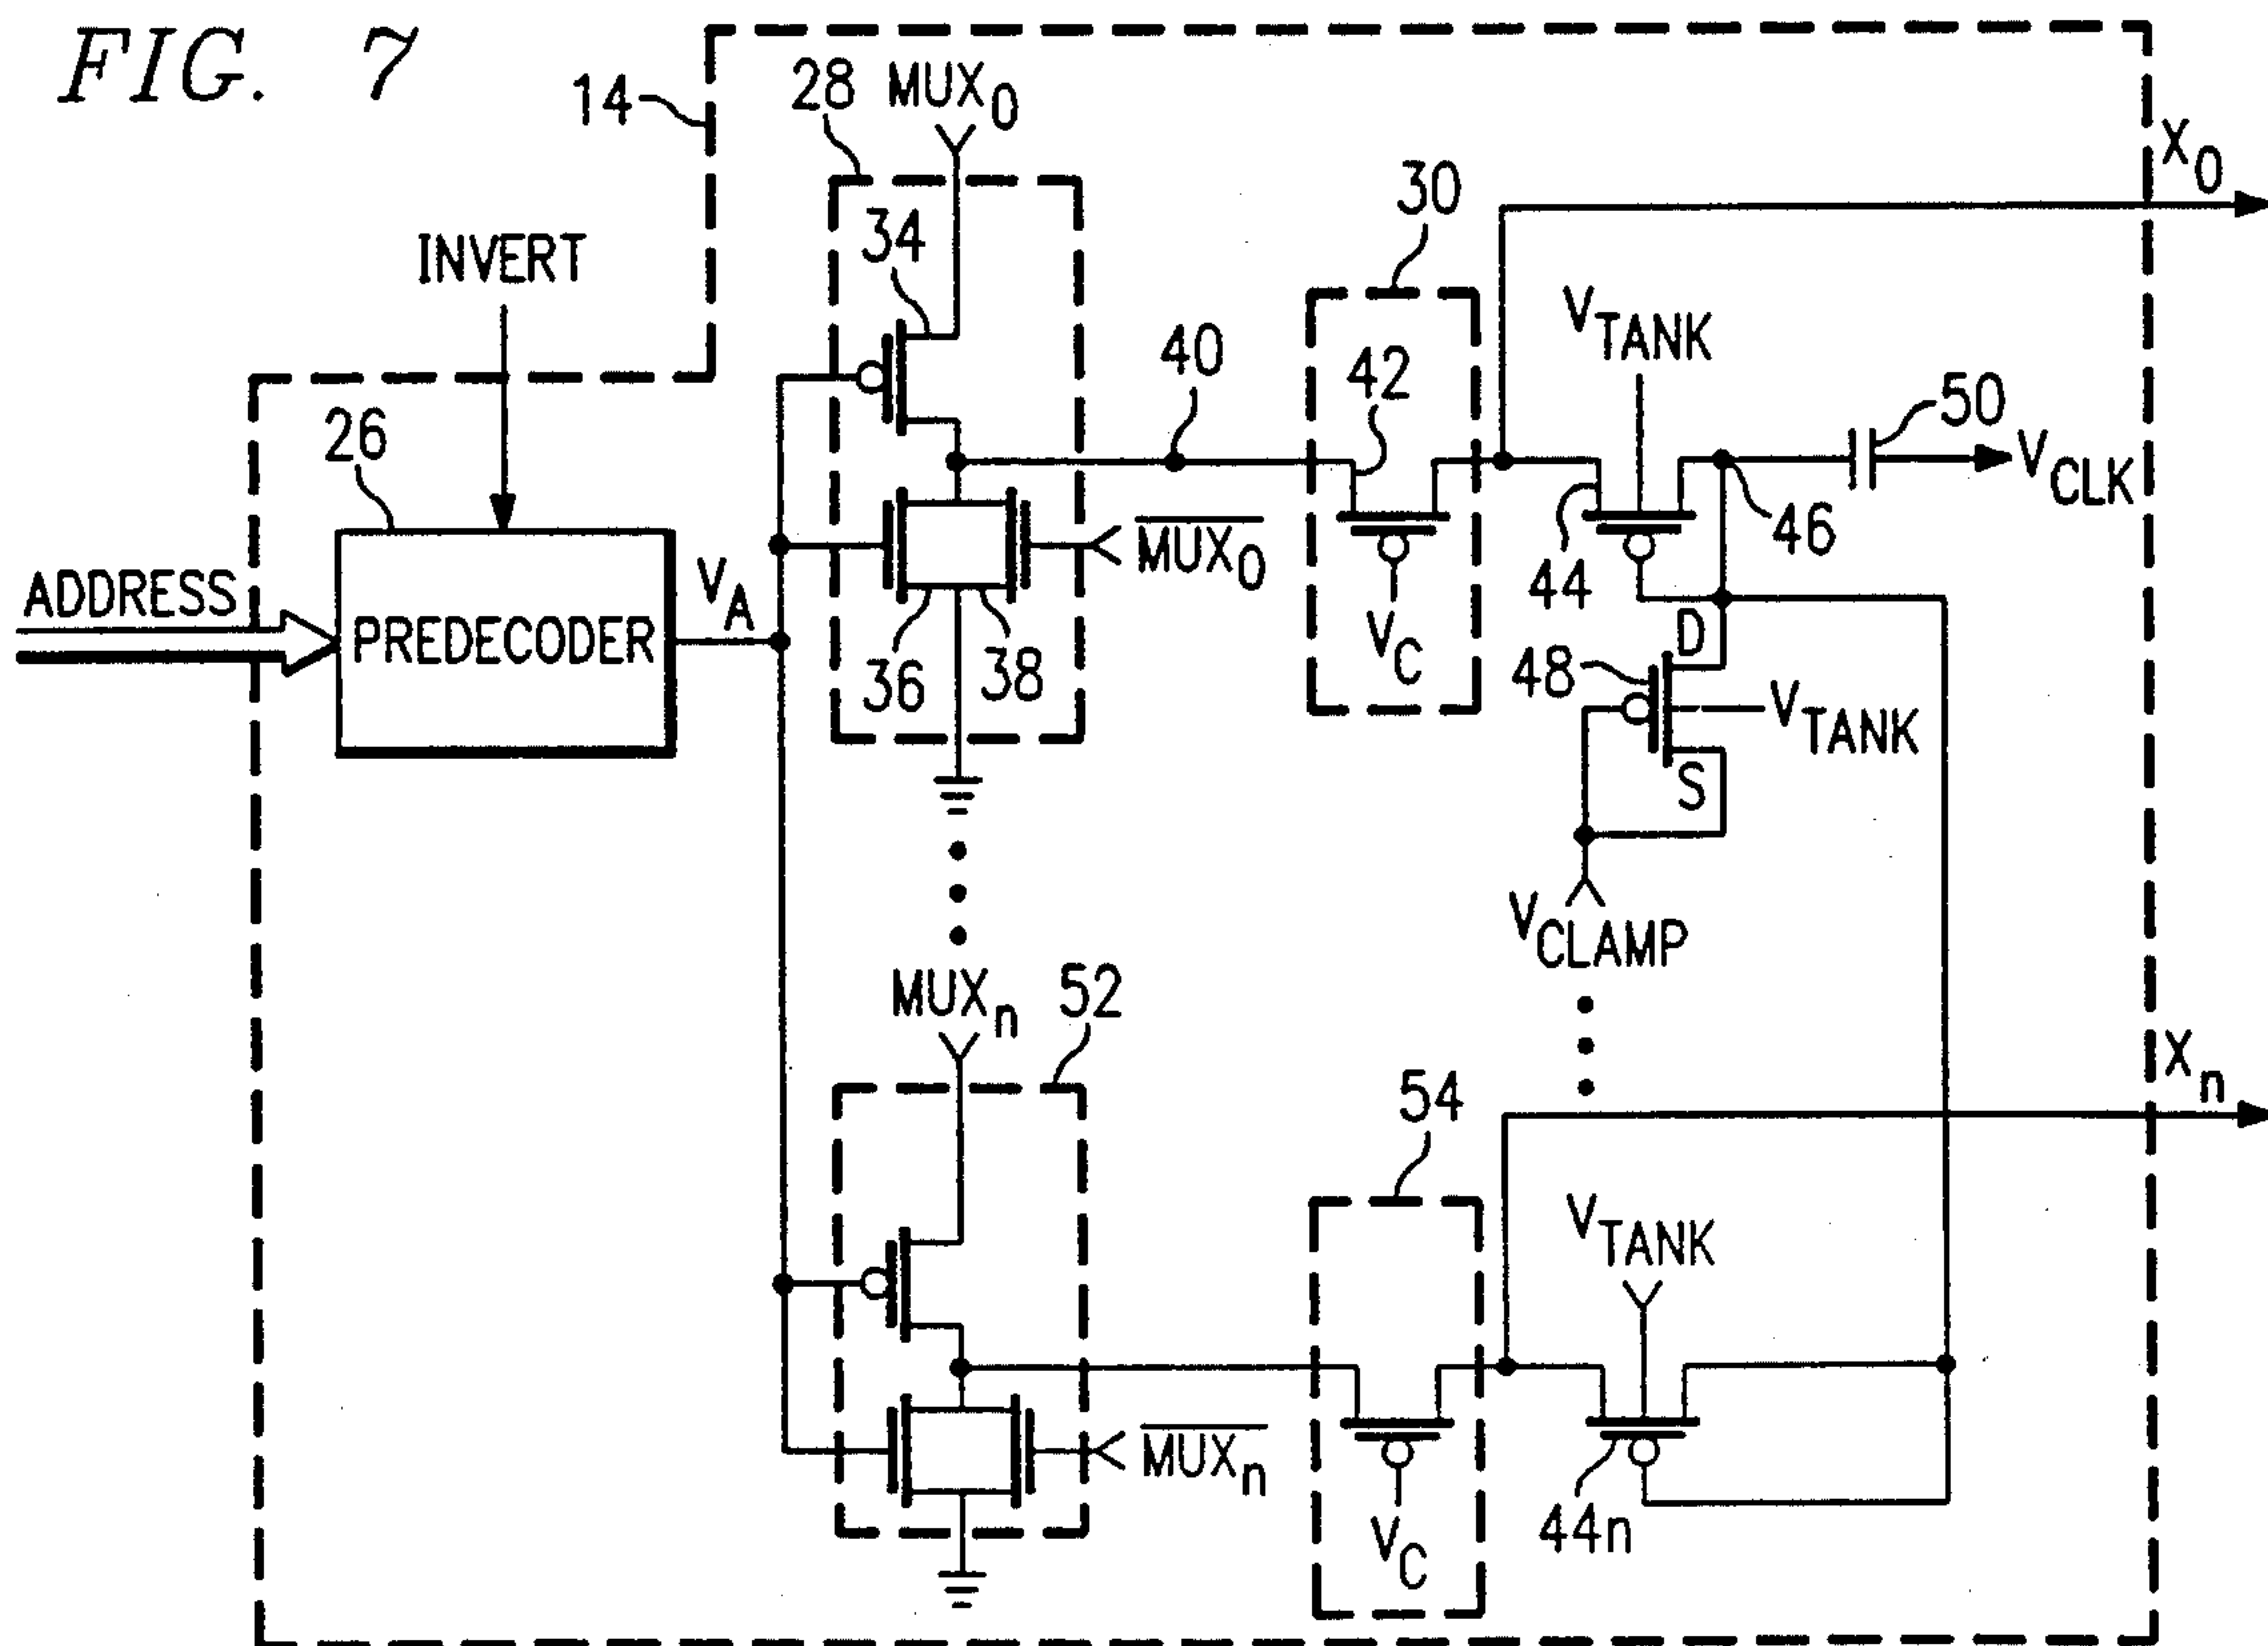 FIG. 7
14
28
MUX0
X0
30
34
INVERT
VTANK
40
42
50
26
VCLK
46
MUX0
ADDRESS
VA
44
PREDECODER
D
VC
48
36
38
VTANK
S
VCLAMP
MUXn
52
Xn
54
VTANK
MUXn
44n
VC